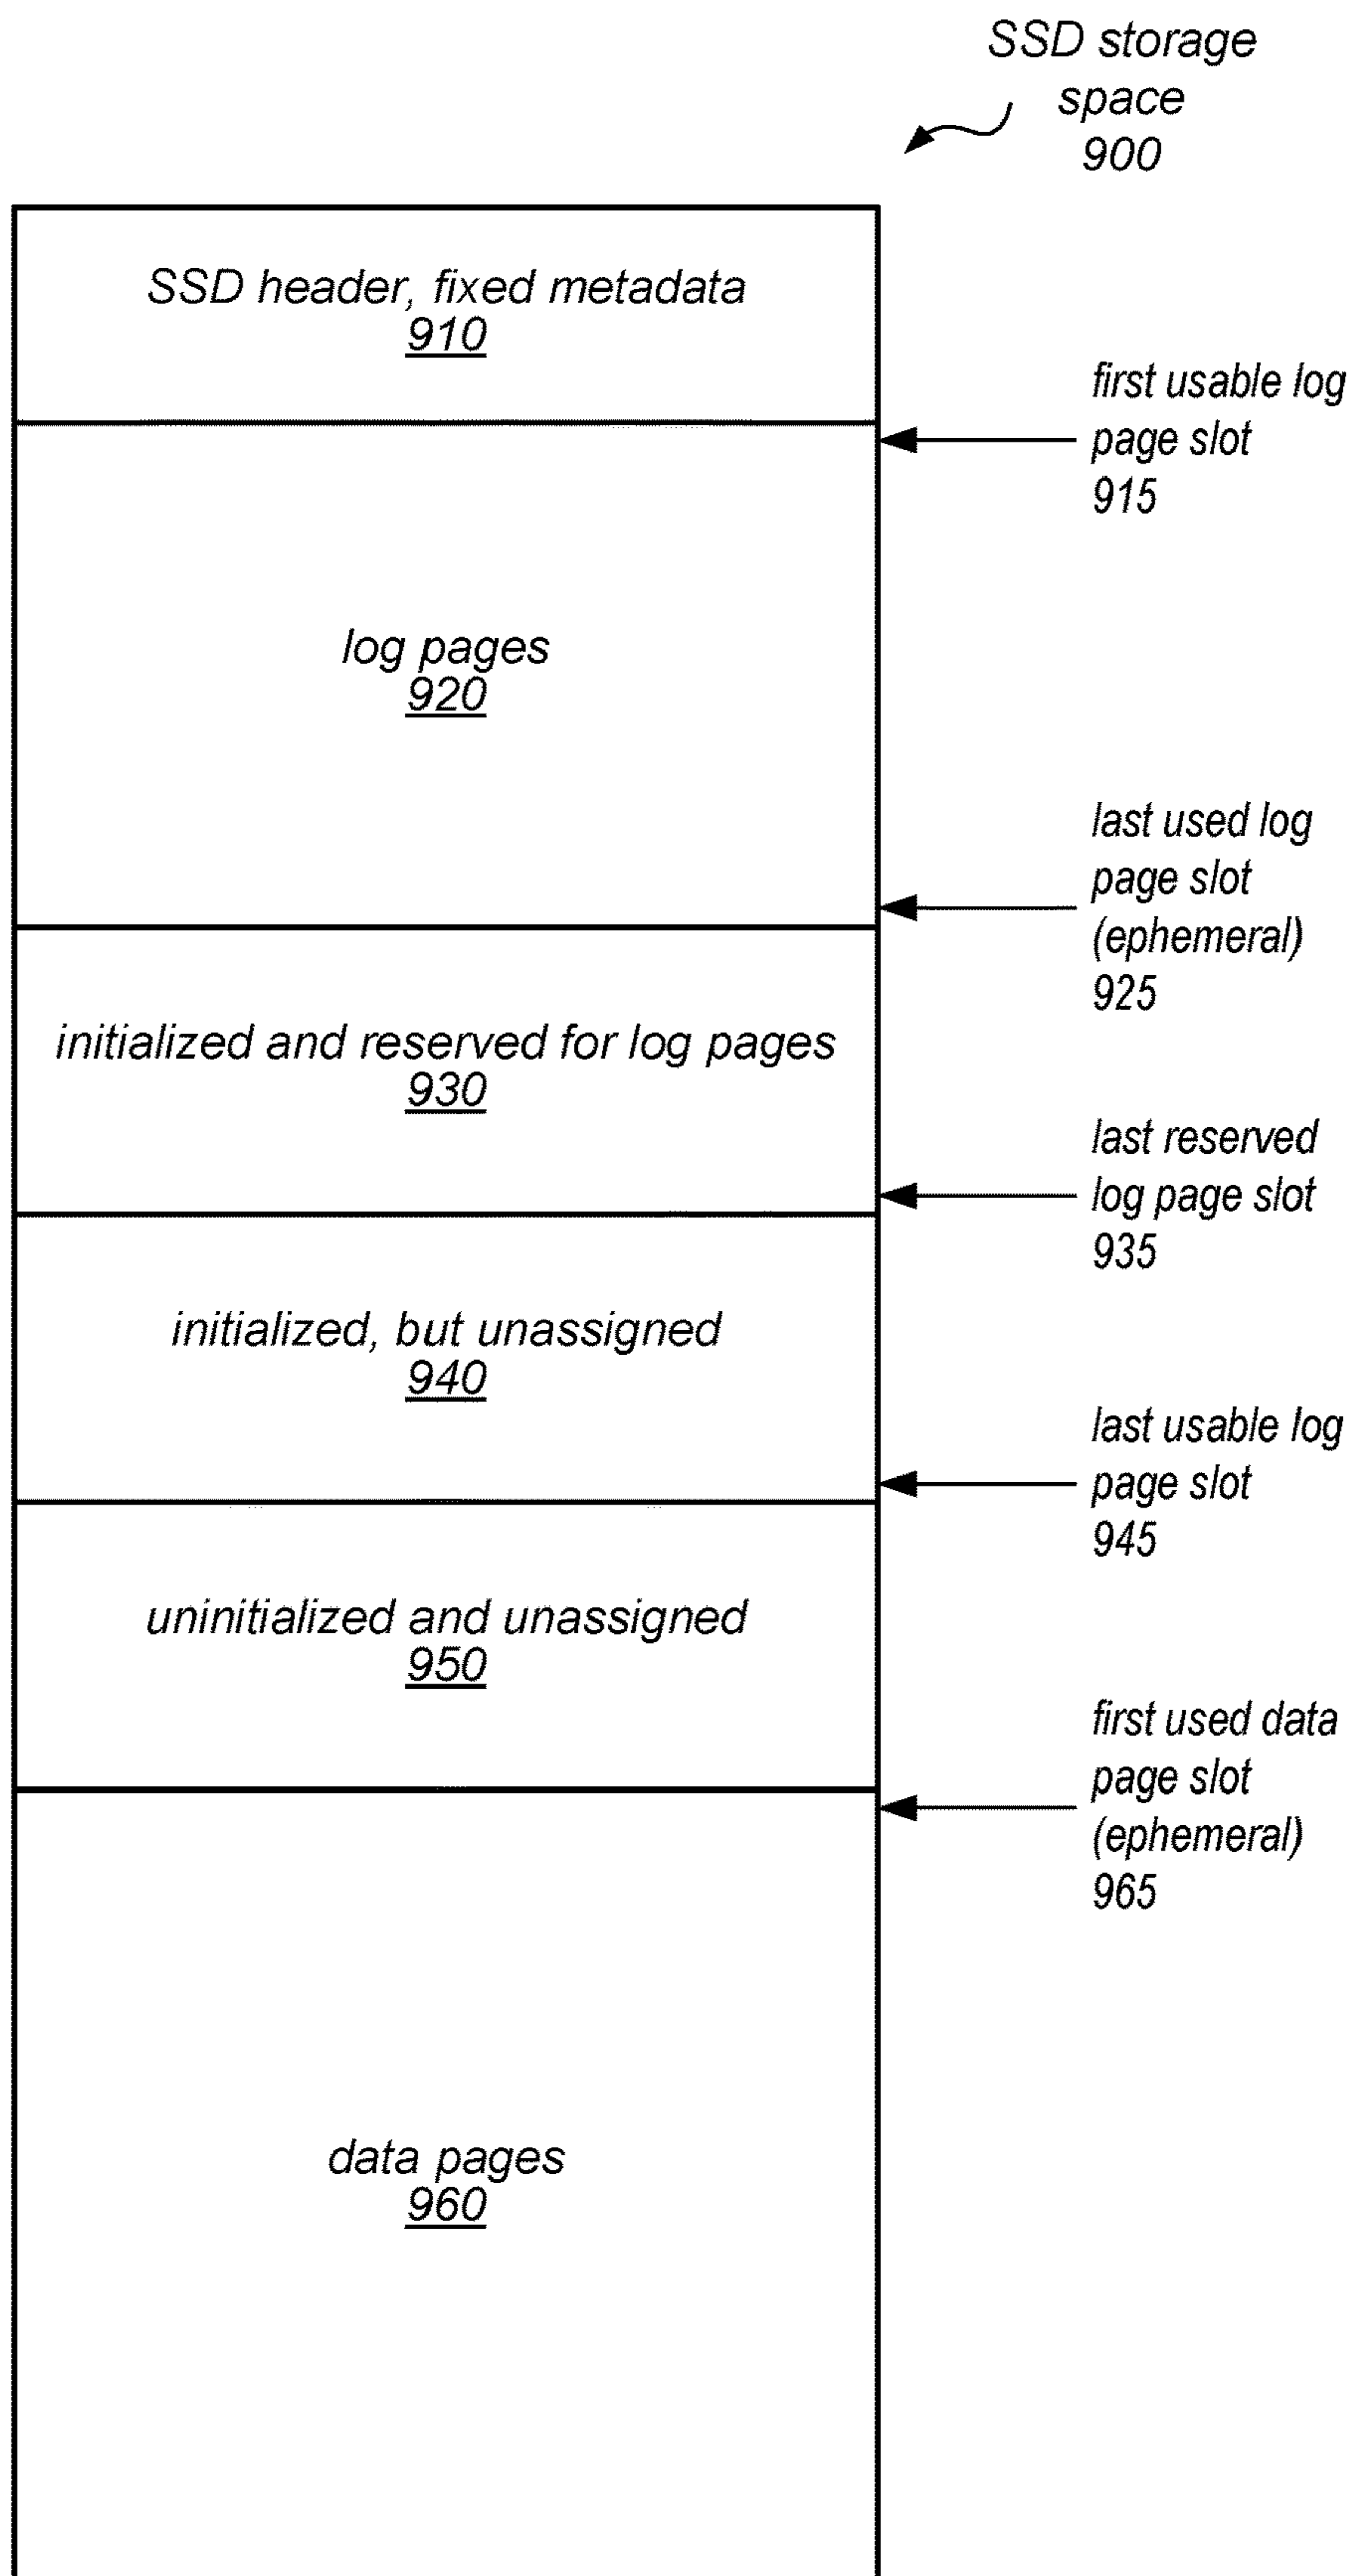 SSD storage
space
900
SSD header, fixed metadata
910
first usable log
page slot
915
log pages
920
last used log
page slot
(ephemeral)
925
initialized and reserved for log pages
930
last reserved
log page slot
935
initialized, but unassigned
940
last usable log
page slot
945
uninitialized and unassigned
950
first used data
page slot
(ephemeral)
965
data pages
960